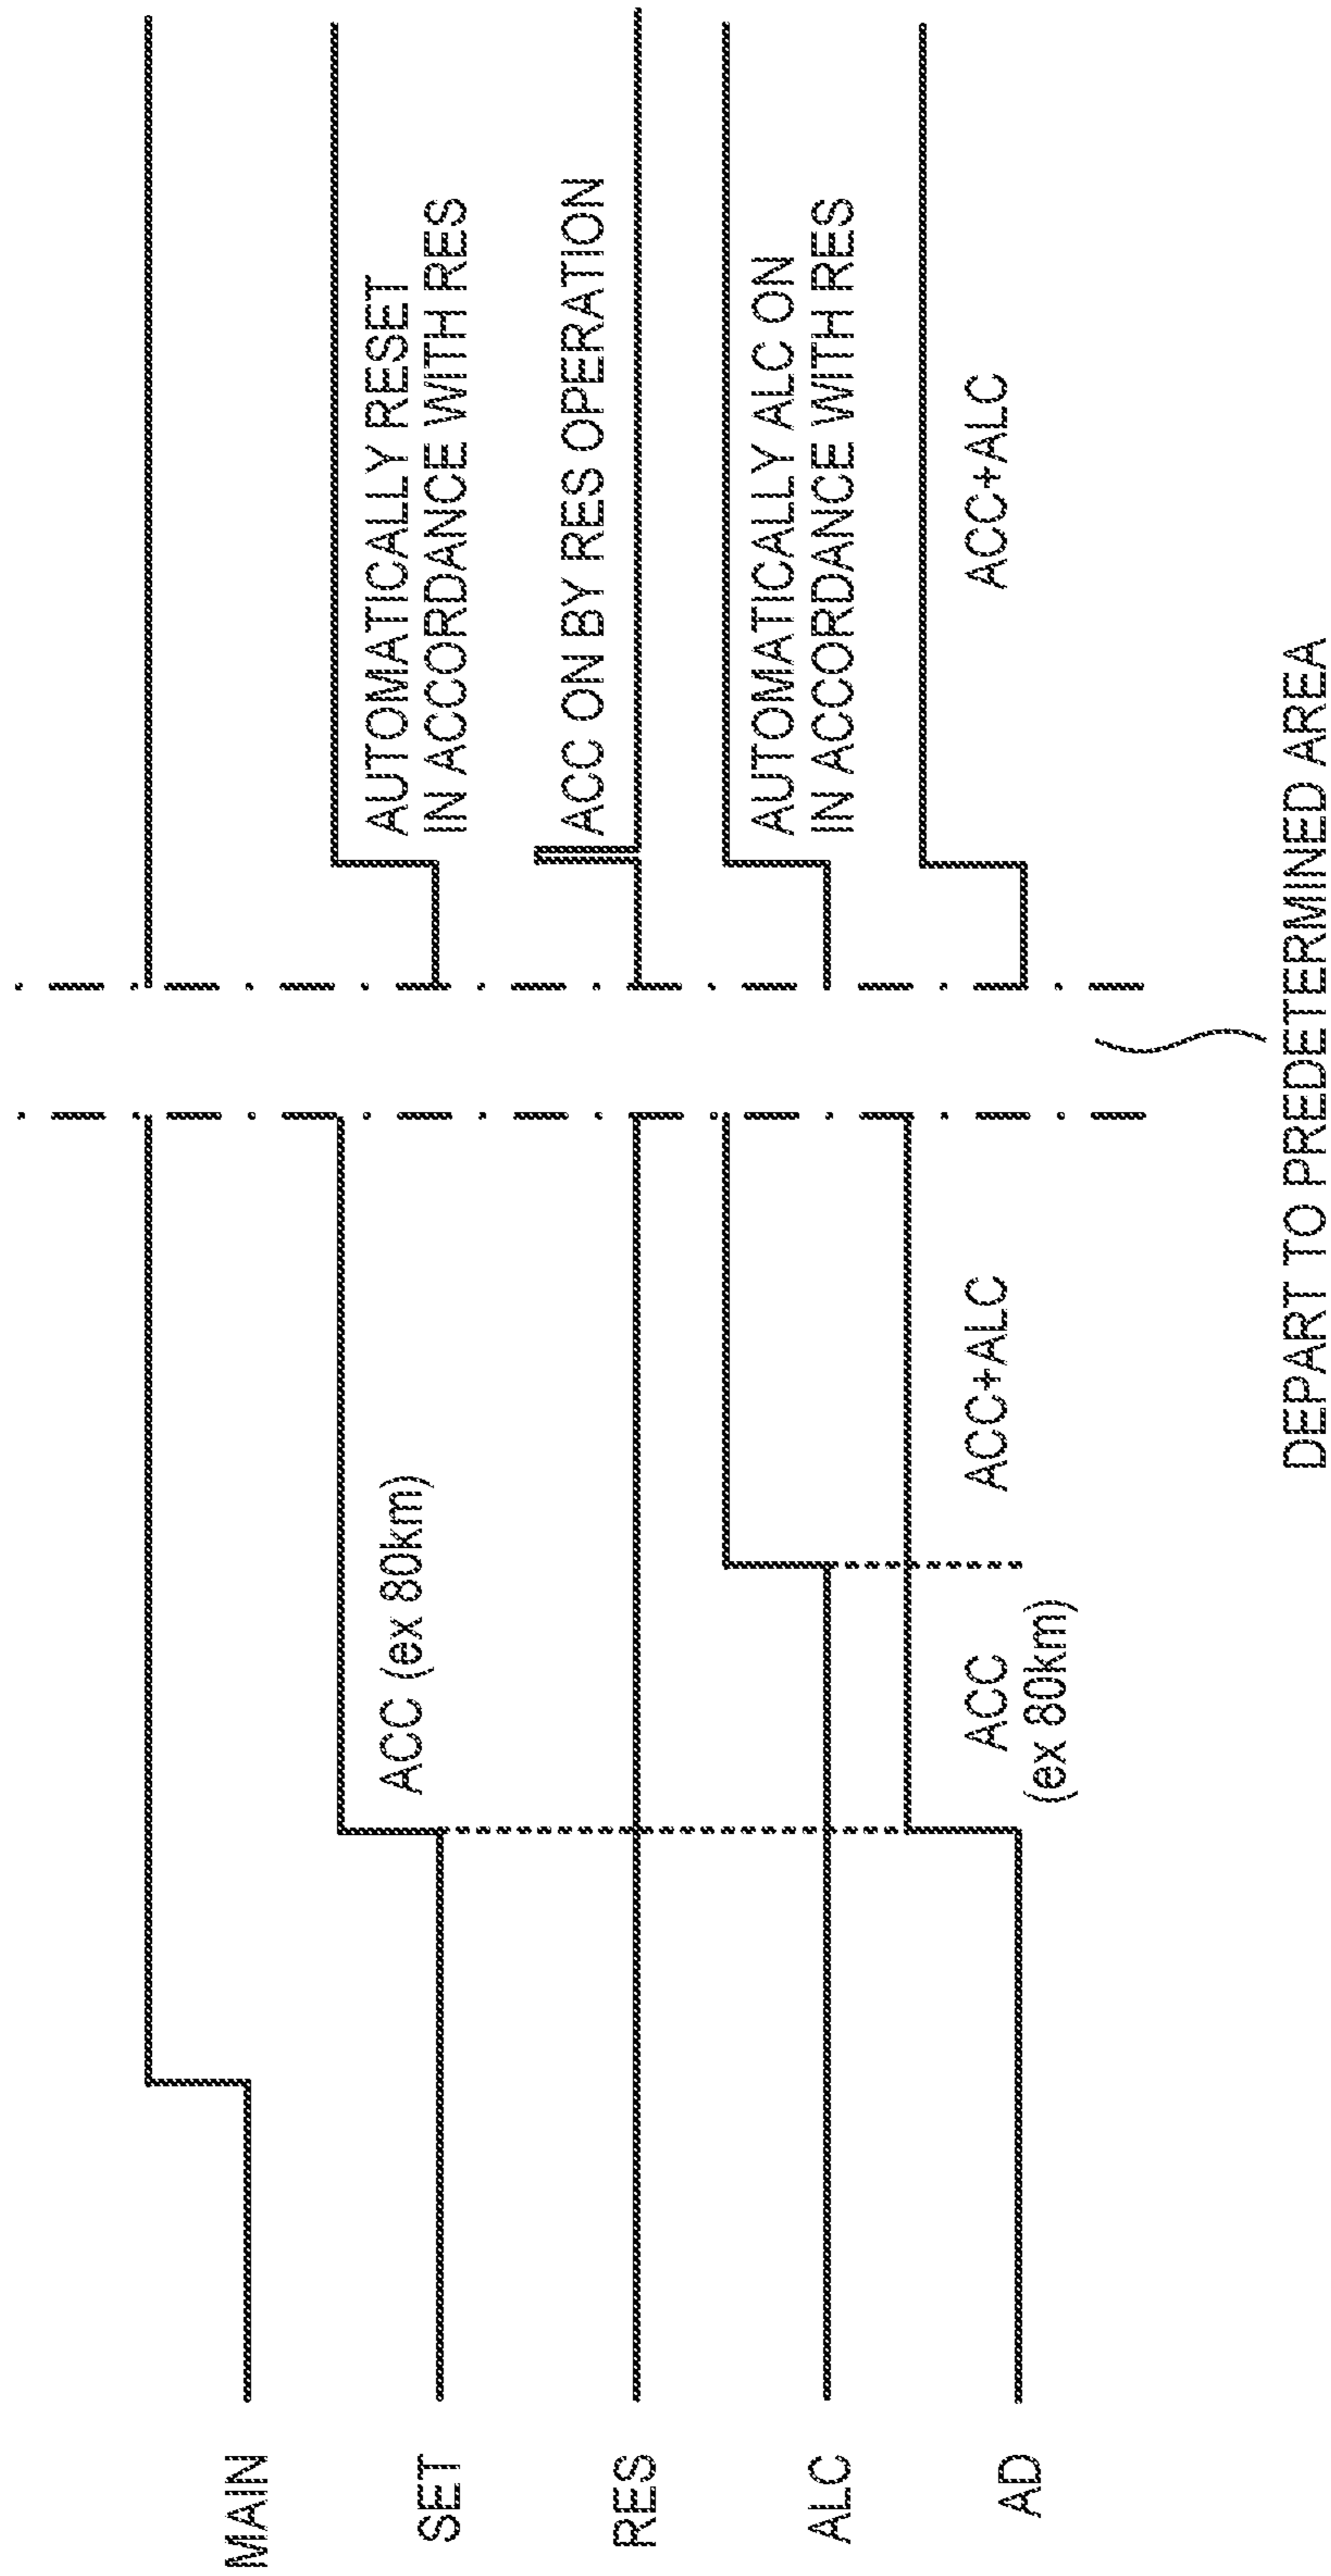 MAIN
SET
ACC (ex 80km)
AUTOMATICALLY RESET
IN ACCORDANCE WITH RES
RES
ACC ON BY RES OPERATION
ALC
AUTOMATICALLY ALC ON
IN ACCORDANCE WITH RES
AD
ACC
(ex 80km)
ACC+ALC
ACC+ALC
DEPART TO PREDETERMINED AREA